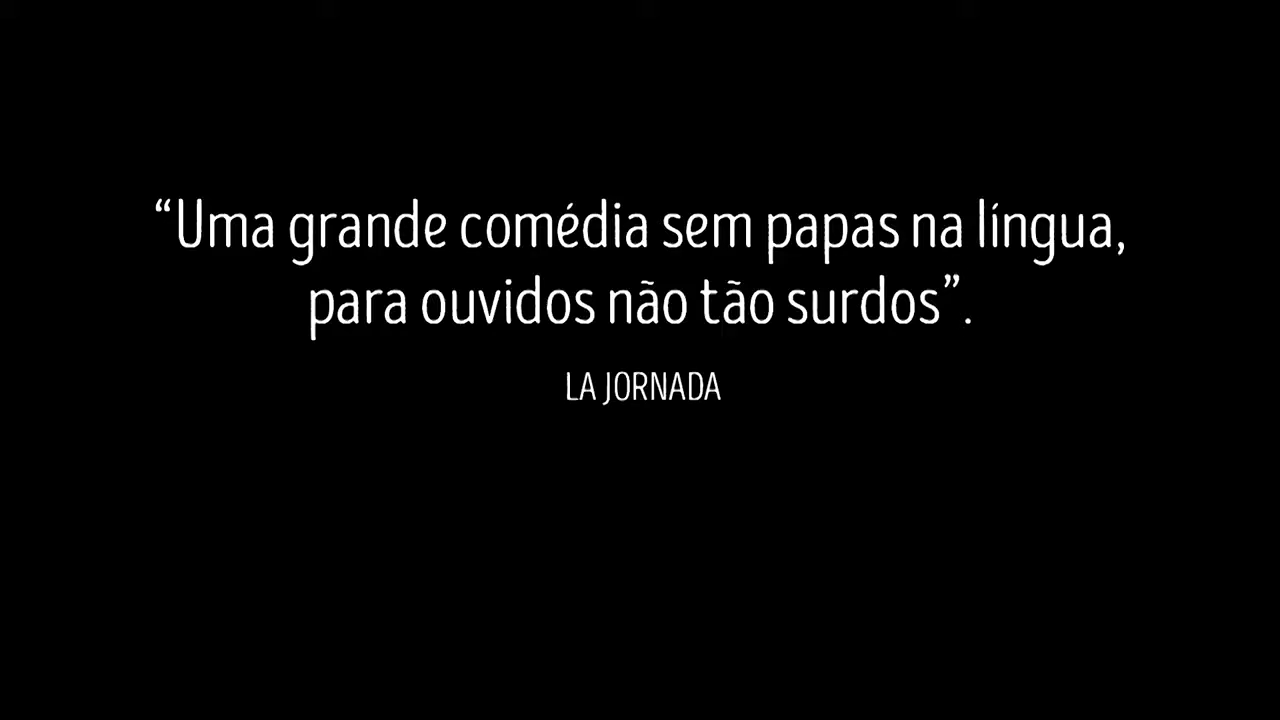 “Uma grande comédia sem papas na língua,
para ouvidos não tão surdos”.
LA JORNADA